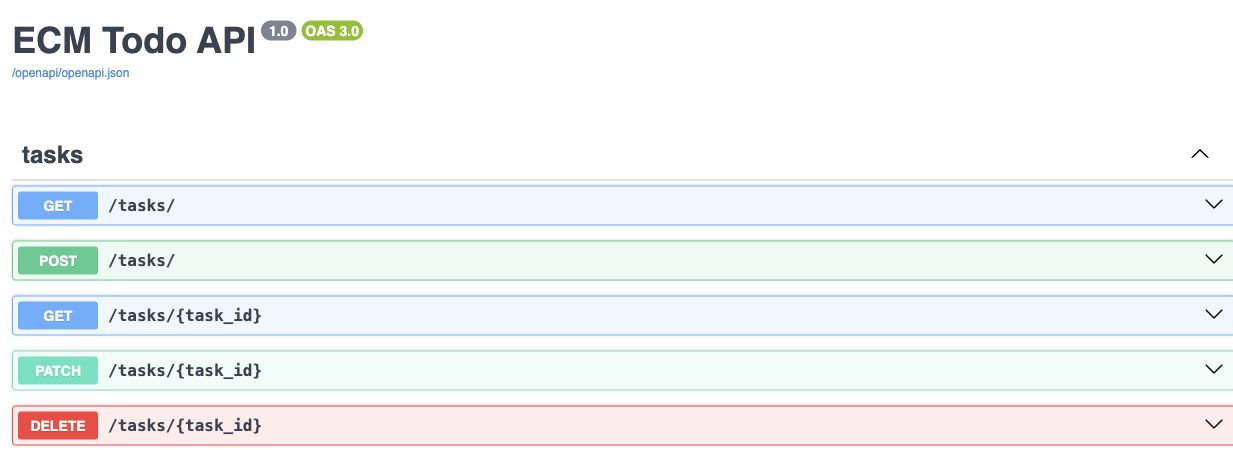 ECM Todo API 1.0 OAS 3.0
/openapi/openapi.json
tasks
GET /tasks/
POST /tasks/
GET /tasks/{task_id}
PATCH /tasks/{task_id}
DELETE /tasks/{task_id}